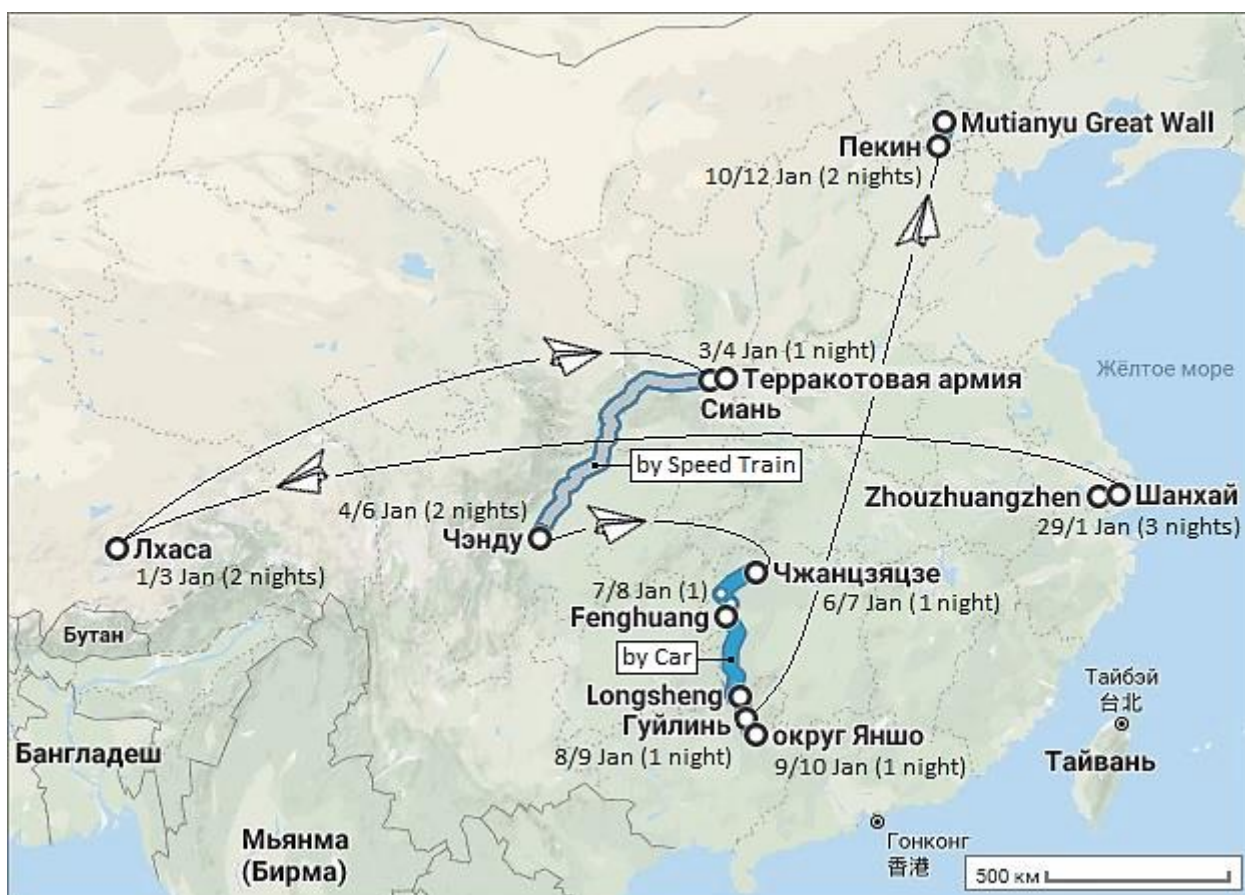 Mutianyu Great Wall
Пекин
10/12 Jan (2 nights)
3/4 Jan (1 night)
Терракотовая армия
Сиань
Жёлтое море
by Speed Train
Zhouzhuangzhen
Шанхай
29/1 Jan (3 nights)
4/6 Jan (2 nights)
Чэнду
Лхаса
1/3 Jan (2 nights)
Чжанцзяцзе
6/7 Jan (1 night)
7/8 Jan (1)
Fenghuang
Бутан
by Car
Longsheng
Гуйлинь
8/9 Jan (1 night)
округ Яншо
9/10 Jan (1 night)
Тайбэй
台北
Тайвань
Бангладеш
Мьянма
(Бирма)
Гонконг
香港
500 км